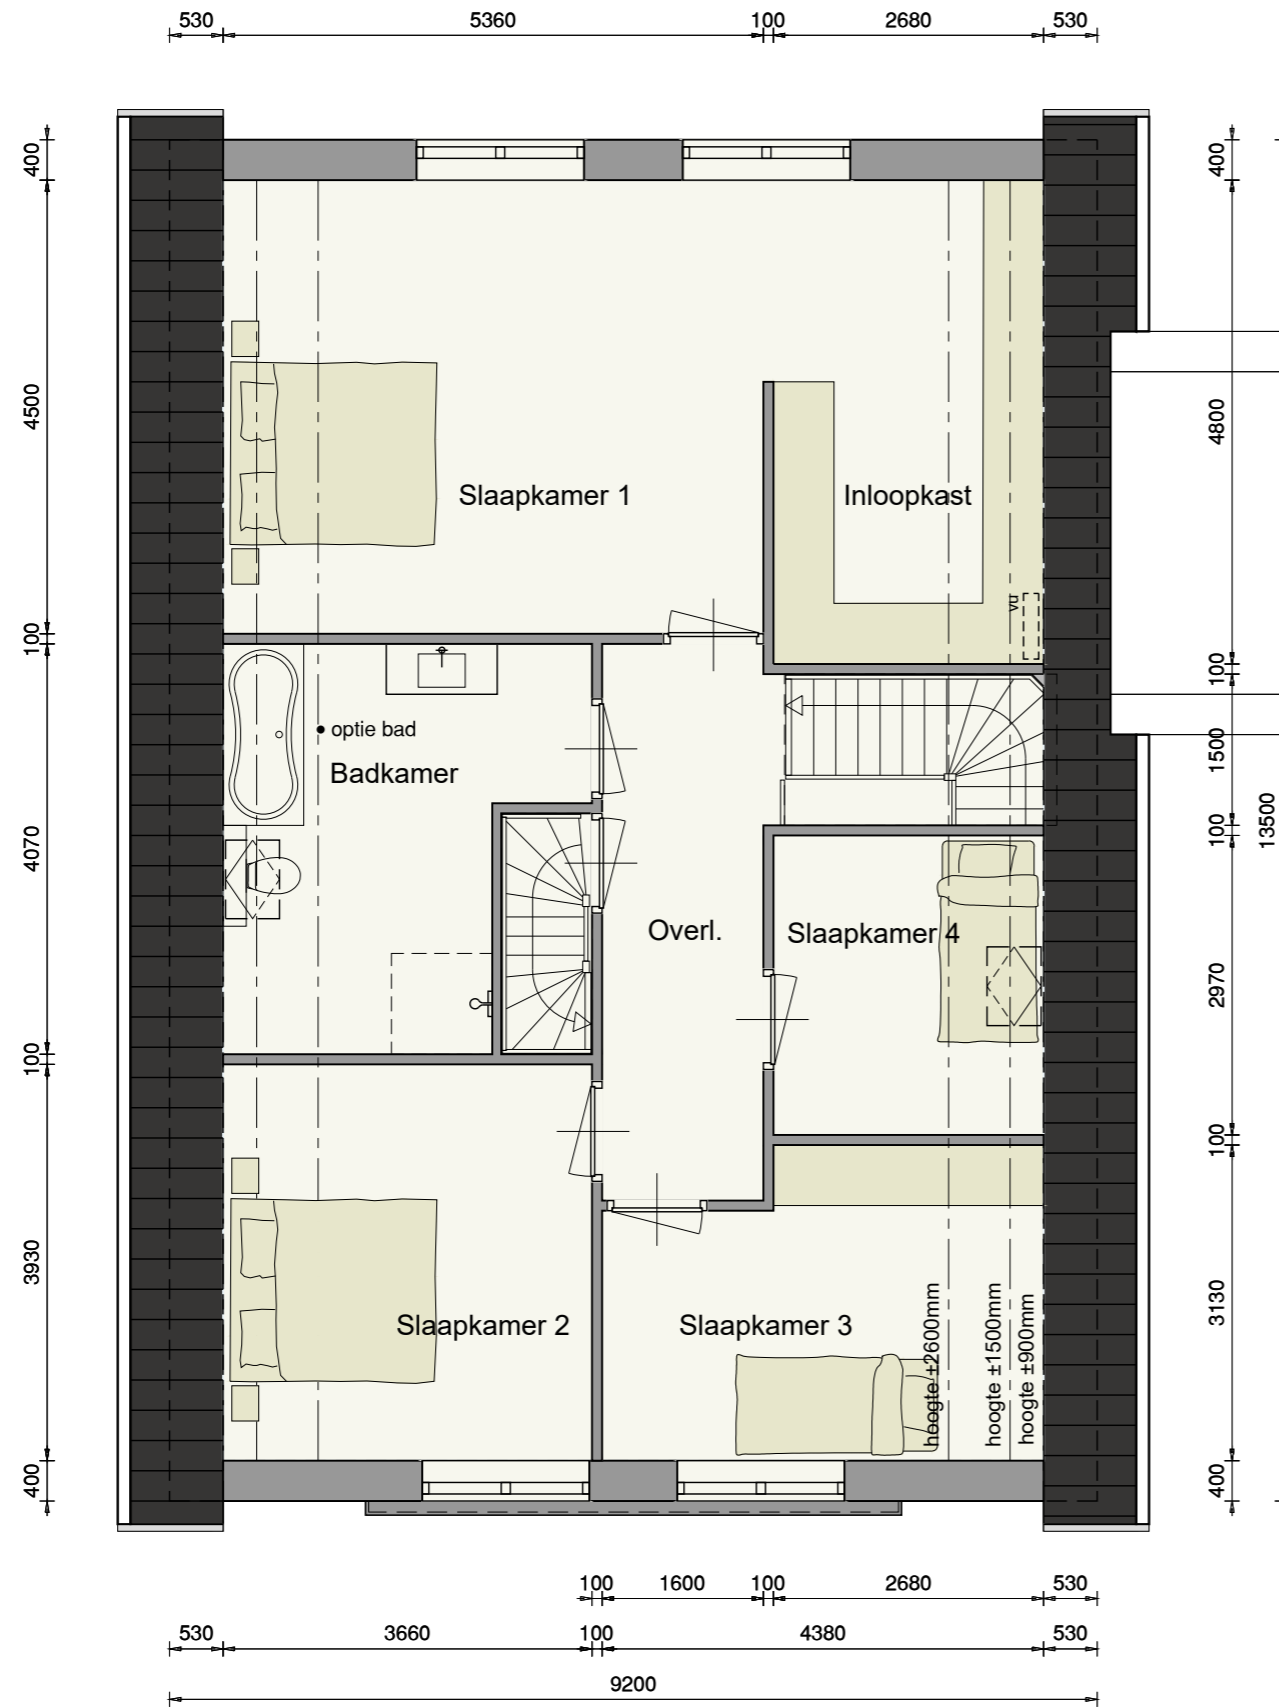 530 5360 100 2680 530
400
400
4500
4800
Slaapkamer 1
Inloopkast
vu
100
100
optie bad
Badkamer
1500
13500
4070
100
Overl.
Slaapkamer 4
2970
100
100
3930
3130
Slaapkamer 2
Slaapkamer 3
hoogte ±2600mm
hoogte ±1500mm
hoogte ±900mm
400
400
100 1600 100 2680 530
530 3660 100 4380 530
9200